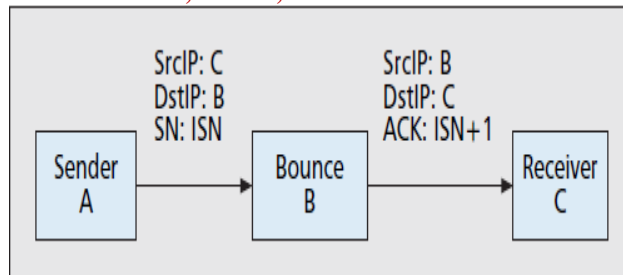 SrcIP: C
DstIP: B
SN: ISN
SrcIP: B
DstIP: C
ACK: ISN+1
Sender
A
Bounce
B
Receiver
C